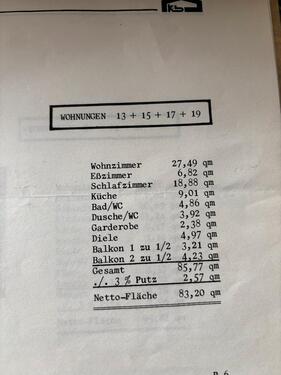 WOHNUNGEN 13 + 15 + 17 + 19
Wohnzimmer 27,49 qm
Eßzimmer 6,82 qm
Schlafzimmer 18,88 qm
Küche 9,01 qm
Bad/WC 4,86 qm
Dusche/WC 3,92 qm
Garderobe 2,38 qm
Diele 4,97 qm
Balkon 1 zu 1/2 3,21 qm
Balkon 2 zu 1/2 4,23 qm
Gesamt 85,77 qm
./. 3 % Putz 2,57 qm
Netto-Fläche 83,20 qm